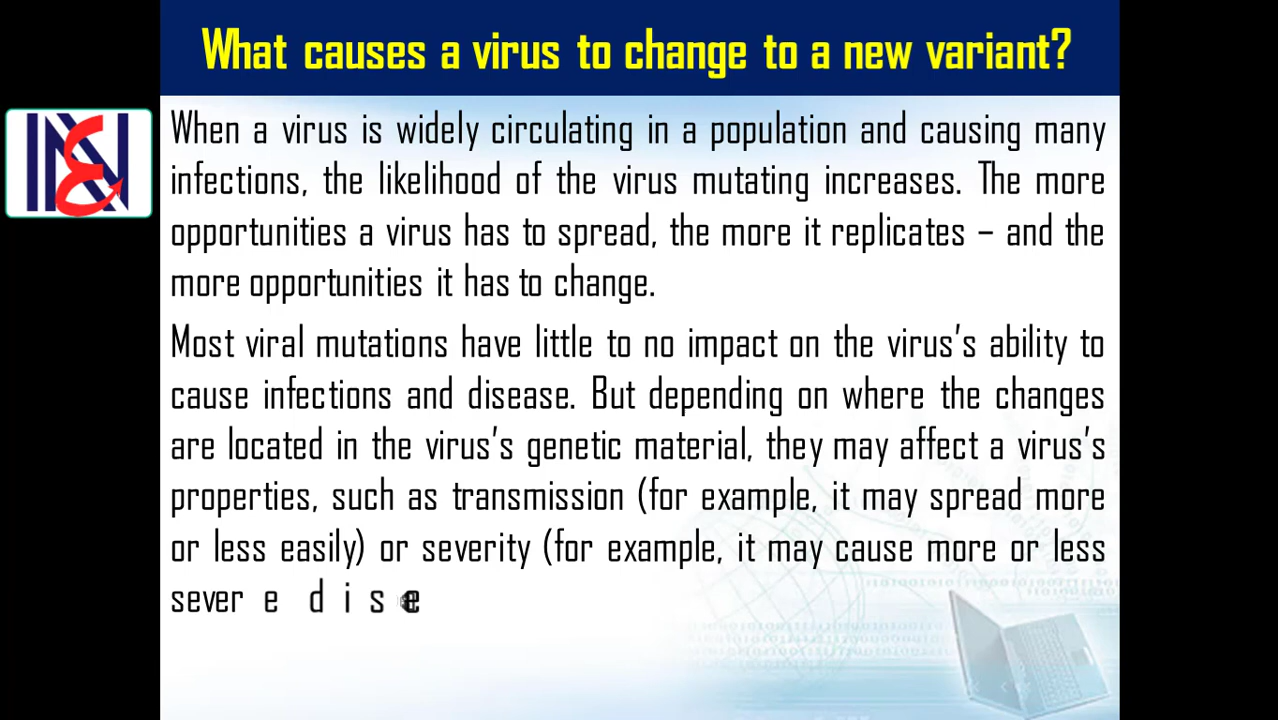 What causes a virus to change to a new variant?
When a virus is widely circulating in a population and causing many
infections, the likelihood of the virus mutating increases. The more
opportunities a virus has to spread, the more it replicates – and the
more opportunities it has to change.
Most viral mutations have little to no impact on the virus's ability to
cause infections and disease. But depending on where the changes
are located in the virus's genetic material, they may affect a virus's
properties, such as transmission (for example, it may spread more
or less easily) or severity (for example, it may cause more or less
sever e d i s